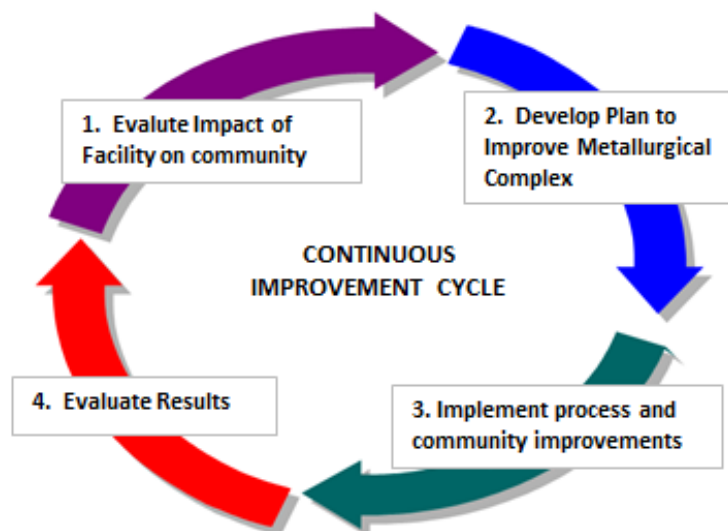 1. Evalute Impact of
Facility on community
2. Develop Plan to
Improve Metallurgical
Complex
CONTINUOUS
IMPROVEMENT CYCLE
4. Evaluate Results
3. Implement process and
community improvements